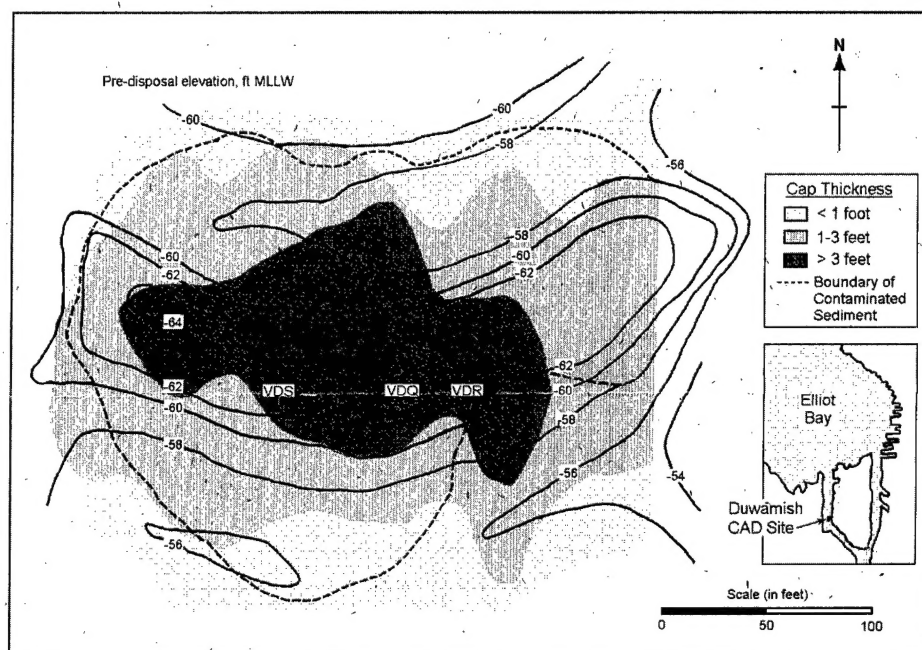 N
Pre-disposal elevation, ft MLLW
-60
-60
-58
-56
Cap Thickness
< 1 foot
1-3 feet
> 3 feet
Boundary of
Contaminated
Sediment
-58
-60
-62
-58
-60
-62
-64
-62
-60
-58
VDS
VDQ
VDR
-62
-60
-58
-56
-54
-56
Elliot
Bay
Duwamish
CAD Site
Scale (in feet)
0
50
100